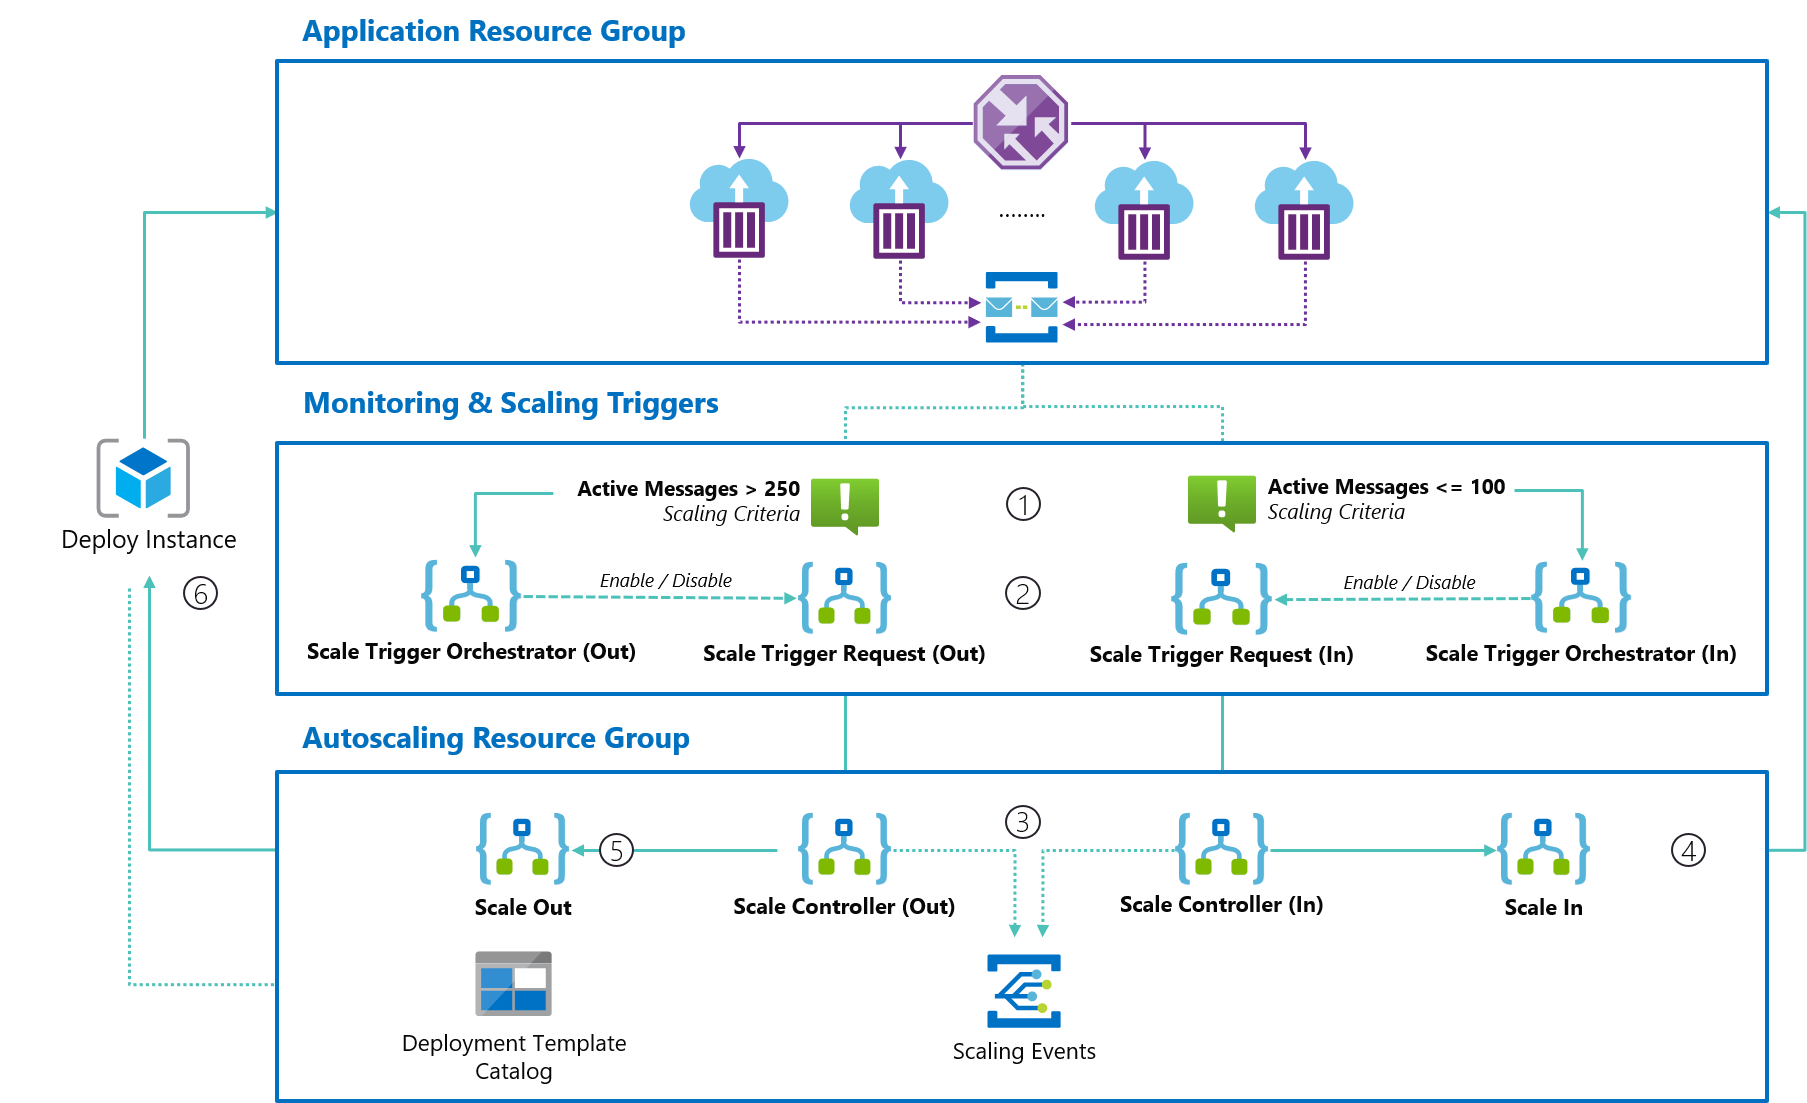 Application Resource Group
........
Monitoring & Scaling Triggers
Active Messages > 250
Scaling Criteria
1
Active Messages <= 100
Scaling Criteria
Deploy Instance
6
Enable / Disable
2
Enable / Disable
Scale Trigger Orchestrator (Out)
Scale Trigger Request (Out)
Scale Trigger Request (In)
Scale Trigger Orchestrator (In)
Autoscaling Resource Group
3
5
4
Scale Out
Scale Controller (Out)
Scale Controller (In)
Scale In
Deployment Template
Catalog
Scaling Events